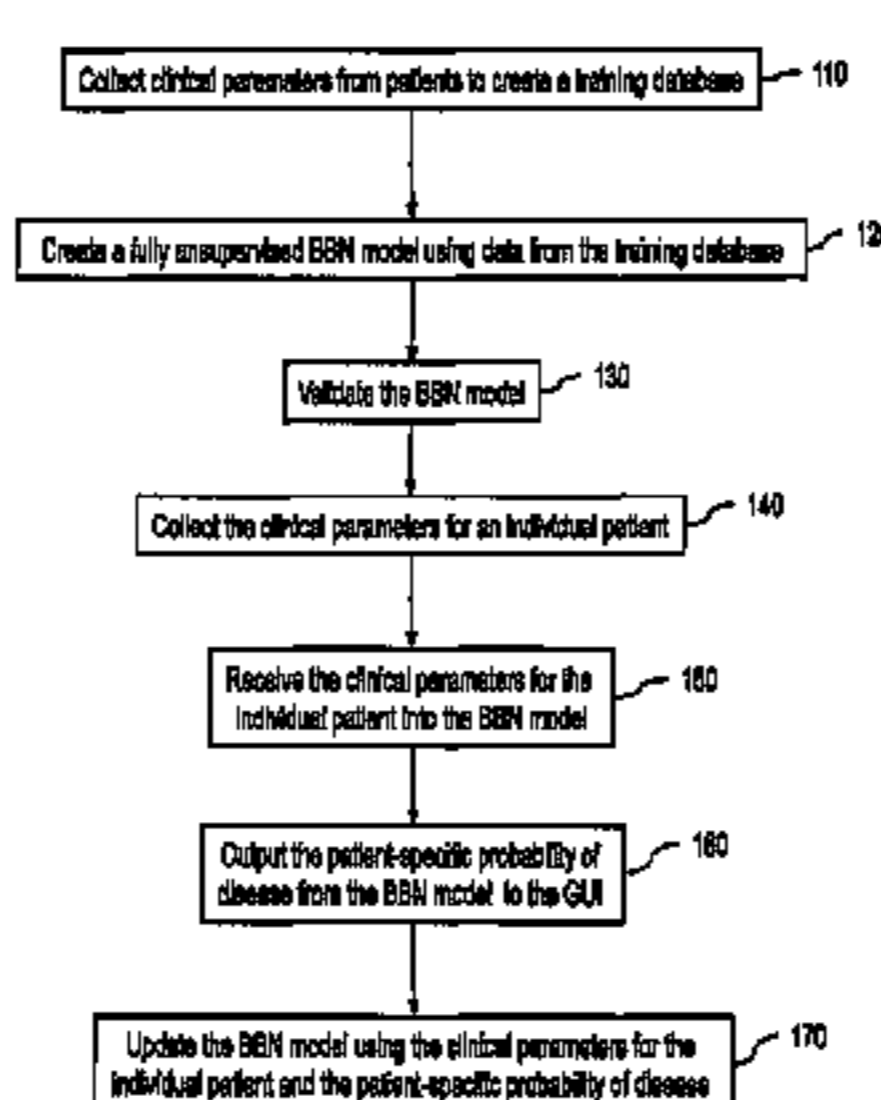 Collect clinical parameters from patients to create a training database
110
Create a fully unsupervised BBN model using data from the training database
12
Validate the BBN model
130
Collect the clinical parameters for an individual patient
140
Receive the clinical parameters for the
individual patient into the BBN model
150
Output the patient-specific probability of
disease from the BBN model to the GUI
160
Update the BBN model using the clinical parameters for the
individual patient and the patient-specific probability of disease
170